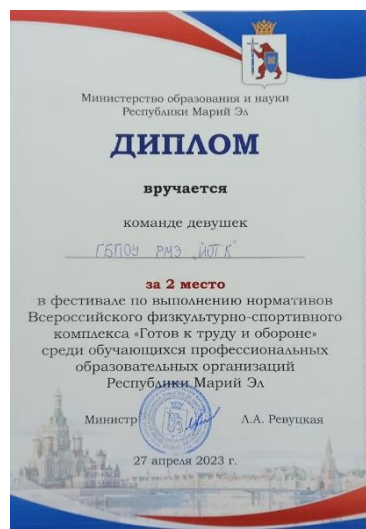 Министерство образования и науки
Республики Марий Эл
ДИПЛОМ
вручается
команде девушек
ГБПОУ РМЭ "ЙОТК"
за 2 место
в фестивале по выполнению нормативов
Всероссийского физкультурно-спортивного
комплекса «Готов к труду и обороне»
среди обучающихся профессиональных
образовательных организаций
Республики Марий Эл
Министр Л.А. Ревуцкая
27 апреля 2023 г.